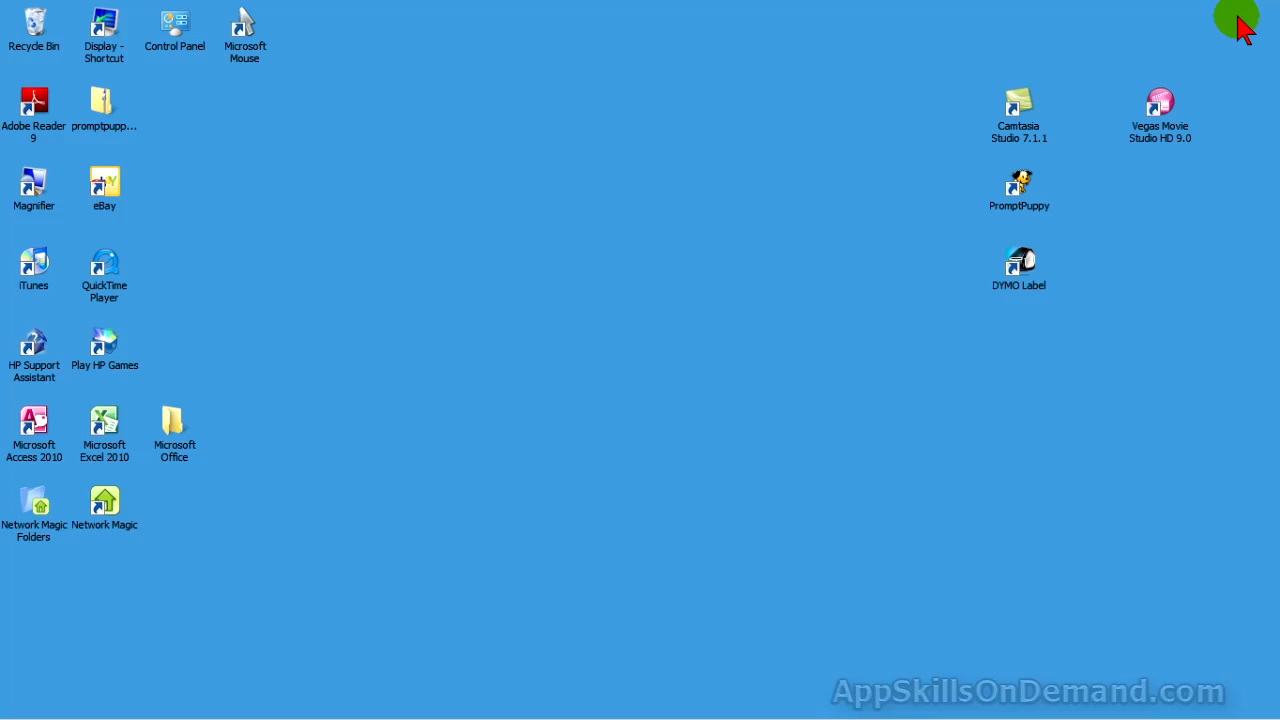 Recycle Bin
Display -
Shortcut
Control Panel
Microsoft
Mouse
Adobe Reader
9
promptpupp...
Camtasia
Studio 7.1.1
Vegas Movie
Studio HD 9.0
Magnifier
eBay
PromptPuppy
iTunes
QuickTime
Player
DYMO Label
HP Support
Assistant
Play HP Games
Microsoft
Access 2010
Microsoft
Excel 2010
Microsoft
Office
Network Magic
Folders
Network Magic
AppSkillsOnDemand.com